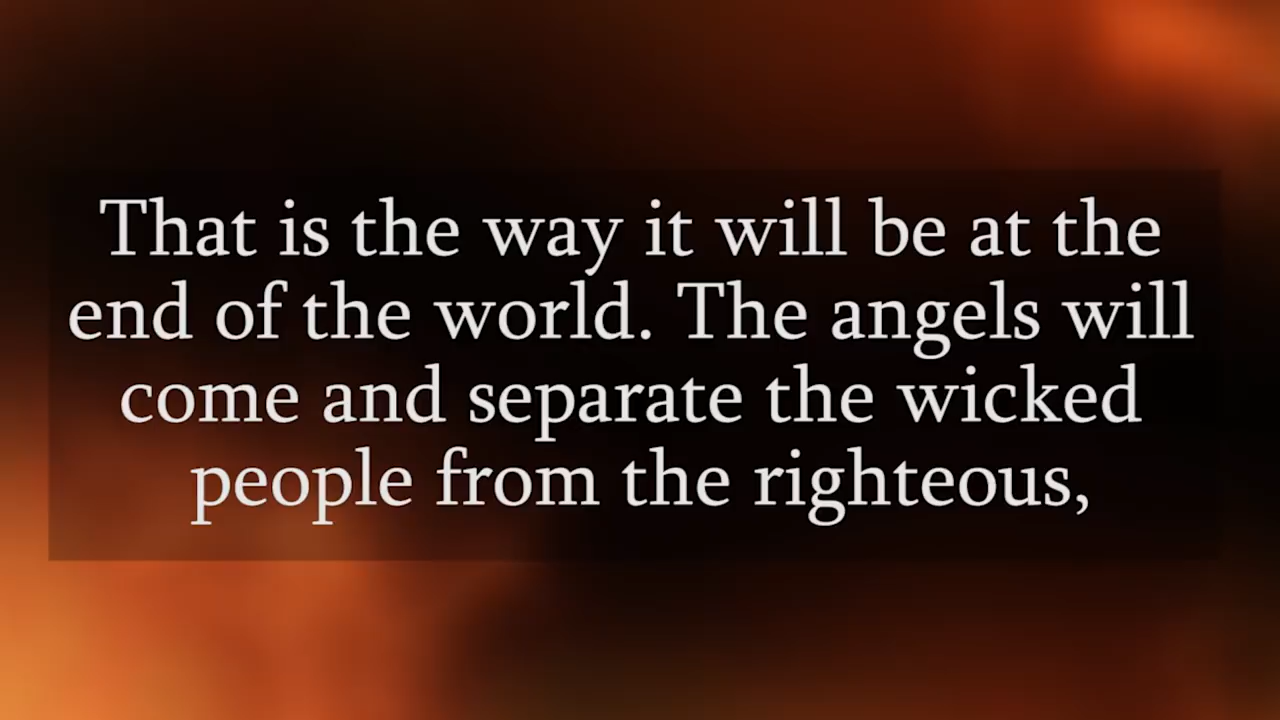 That is the way it will be at the
end of the world. The angels will
come and separate the wicked
people from the righteous,